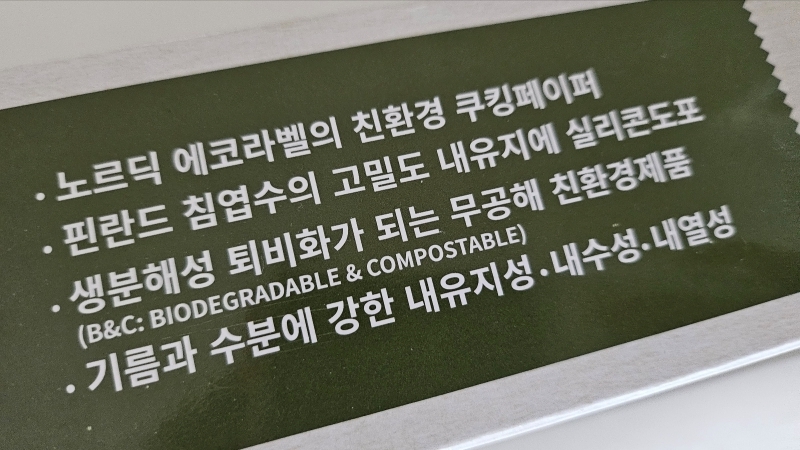 · 노르딕 에코라벨의 친환경 쿠킹페이퍼
· 핀란드 침엽수의 고밀도 내유지에 실리콘도포
· 생분해성 퇴비화가 되는 무공해 친환경제품
(B&C: BIODEGRADABLE & COMPOSTABLE)
· 기름과 수분에 강한 내유지성·내수성·내열성